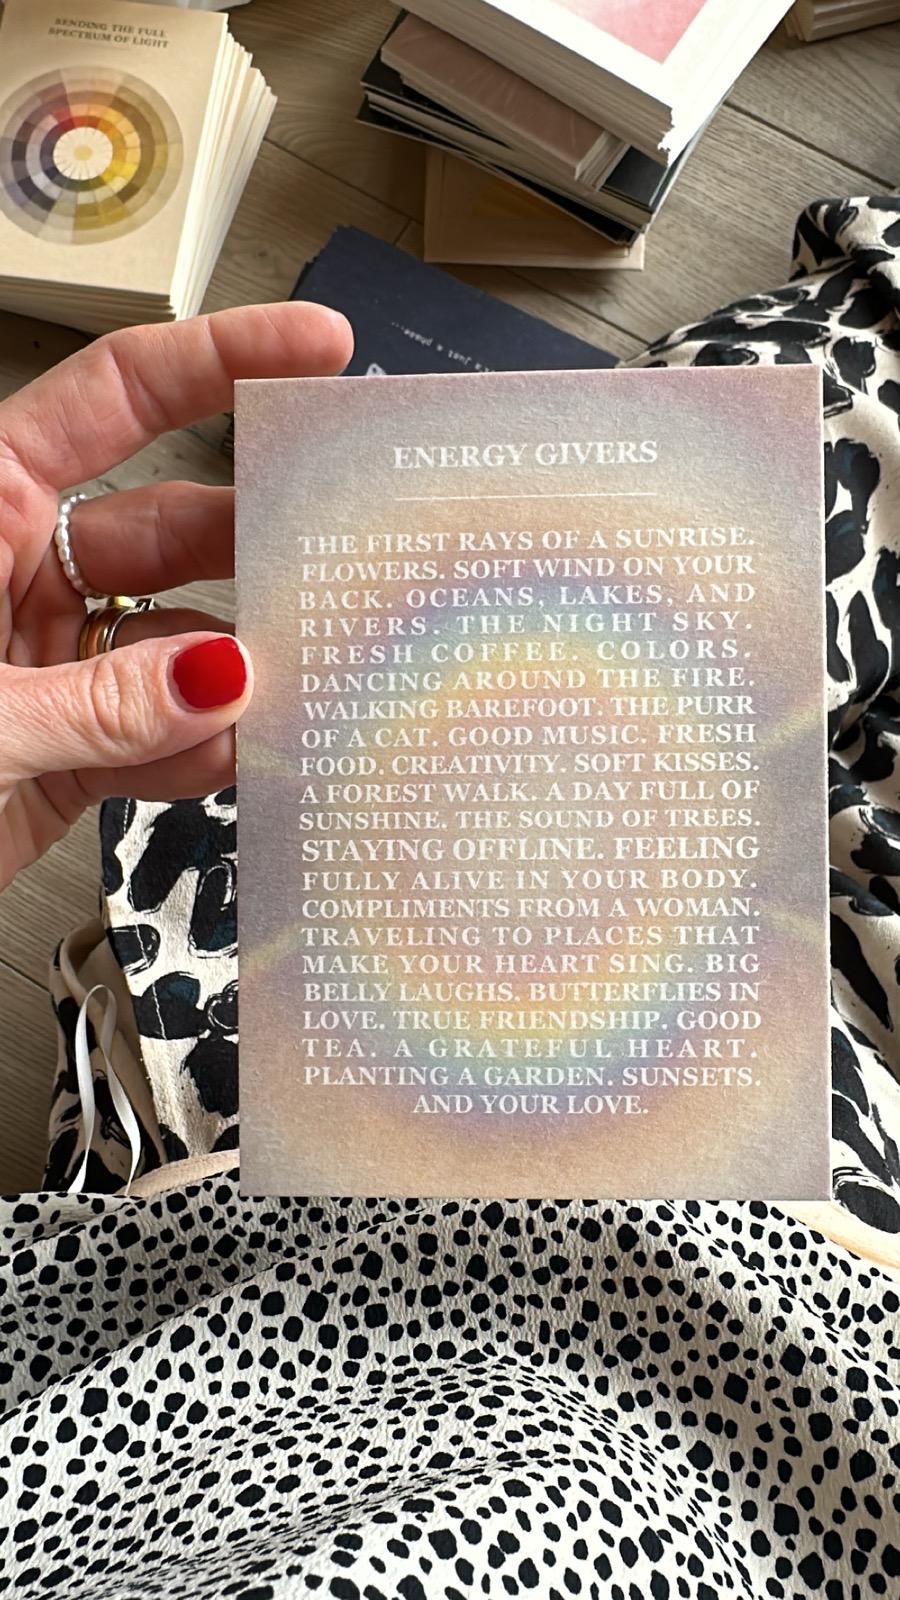 SENDING THE FULL
SPECTRUM OF LIGHT
just a phase...
ENERGY GIVERS
THE FIRST RAYS OF A SUNRISE.
FLOWERS. SOFT WIND ON YOUR
BACK. OCEANS, LAKES, AND
RIVERS. THE NIGHT SKY.
FRESH COFFEE. COLORS.
DANCING AROUND THE FIRE.
WALKING BAREFOOT. THE PURR
OF A CAT. GOOD MUSIC. FRESH
FOOD. CREATIVITY. SOFT KISSES.
A FOREST WALK. A DAY FULL OF
SUNSHINE. THE SOUND OF TREES.
STAYING OFFLINE. FEELING
FULLY ALIVE IN YOUR BODY.
COMPLIMENTS FROM A WOMAN.
TRAVELING TO PLACES THAT
MAKE YOUR HEART SING. BIG
BELLY LAUGHS. BUTTERFLIES IN
LOVE. TRUE FRIENDSHIP. GOOD
TEA. A GRATEFUL HEART.
PLANTING A GARDEN. SUNSETS.
AND YOUR LOVE.